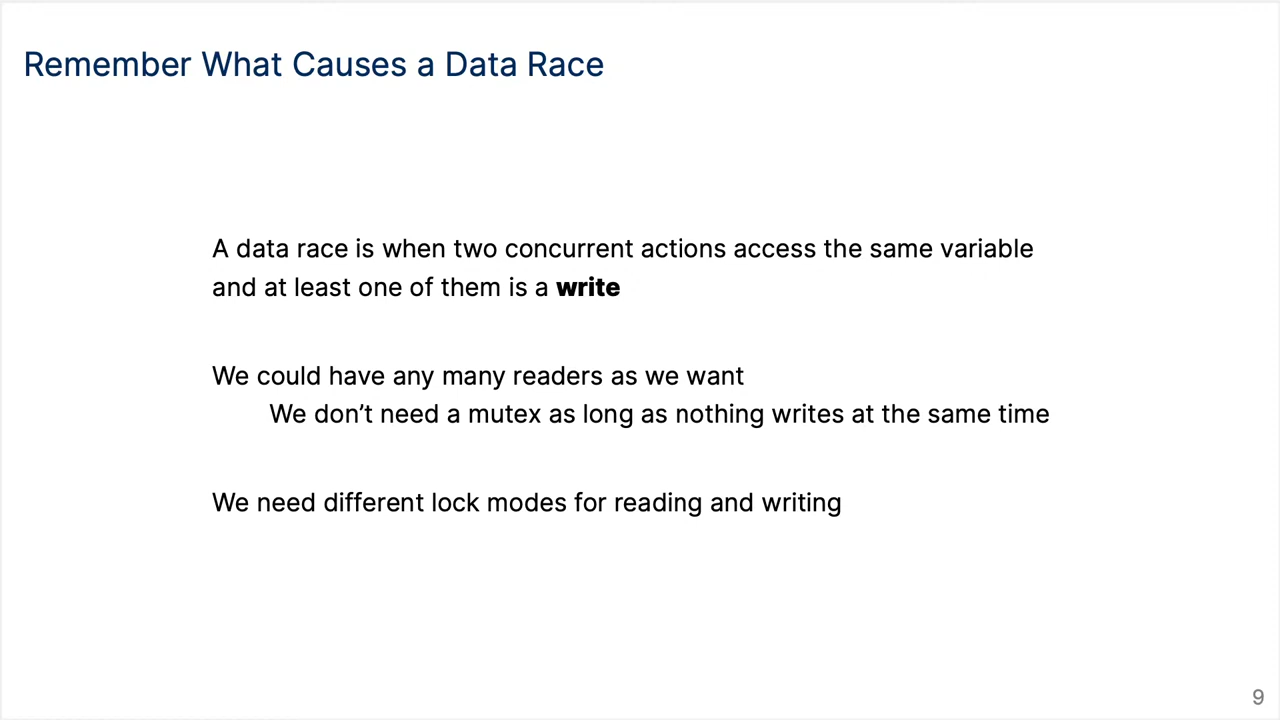 Remember What Causes a Data Race
A data race is when two concurrent actions access the same variable
and at least one of them is a write
We could have any many readers as we want
We don’t need a mutex as long as nothing writes at the same time
We need different lock modes for reading and writing
9